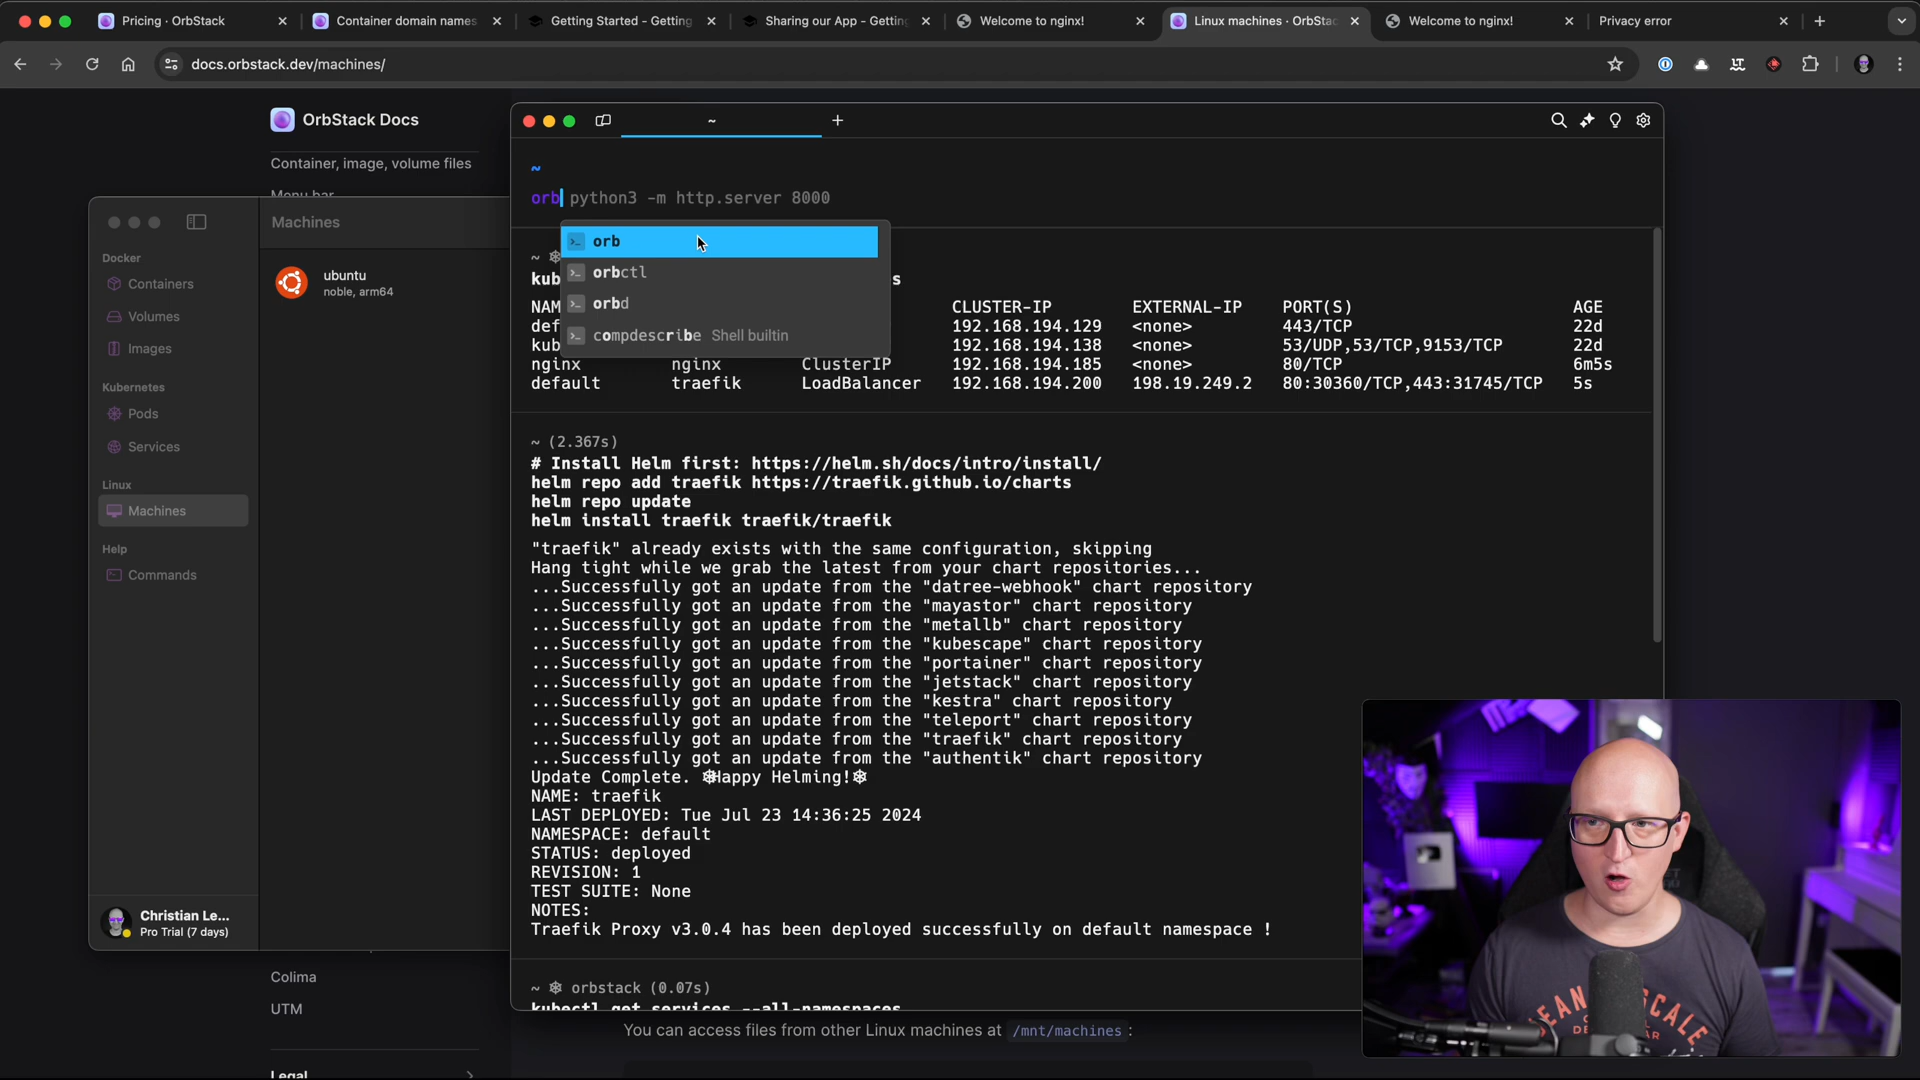 Pricing · OrbStack
Container domain names
Getting Started - Getting
Sharing our App - Getting
Welcome to nginx!
Linux machines · OrbStac
Welcome to nginx!
Privacy error
docs.orbstack.dev/machines/
OrbStack Docs
Container, image, volume files
Menu bar
Machines
Docker
Containers
Volumes
Images
Kubernetes
Pods
Services
Linux
Machines
Help
Commands
ubuntu
noble, arm64
Christian Le...
Pro Trial (7 days)
Colima
UTM
Legal
~
~
orb python3 -m http.server 8000
orb
orbctl
orbd
compdescribe Shell builtin
~
kub s
NAM CLUSTER-IP EXTERNAL-IP PORT(S) AGE
def 192.168.194.129 <none> 443/TCP 22d
kub 192.168.194.138 <none> 53/UDP,53/TCP,9153/TCP 22d
nginx nginx ClusterIP 192.168.194.185 <none> 80/TCP 6m5s
default traefik LoadBalancer 192.168.194.200 198.19.249.2 80:30360/TCP,443:31745/TCP 5s
~ (2.367s)
# Install Helm first: https://helm.sh/docs/intro/install/
helm repo add traefik https://traefik.github.io/charts
helm repo update
helm install traefik traefik/traefik
"traefik" already exists with the same configuration, skipping
Hang tight while we grab the latest from your chart repositories...
...Successfully got an update from the "datree-webhook" chart repository
...Successfully got an update from the "mayastor" chart repository
...Successfully got an update from the "metallb" chart repository
...Successfully got an update from the "kubescape" chart repository
...Successfully got an update from the "portainer" chart repository
...Successfully got an update from the "jetstack" chart repository
...Successfully got an update from the "kestra" chart repository
...Successfully got an update from the "teleport" chart repository
...Successfully got an update from the "traefik" chart repository
...Successfully got an update from the "authentik" chart repository
Update Complete. ⎈Happy Helming!⎈
NAME: traefik
LAST DEPLOYED: Tue Jul 23 14:36:25 2024
NAMESPACE: default
STATUS: deployed
REVISION: 1
TEST SUITE: None
NOTES:
Traefik Proxy v3.0.4 has been deployed successfully on default namespace !
~ ⎈ orbstack (0.07s)
kubectl get services --all-namespaces
You can access files from other Linux machines at /mnt/machines :